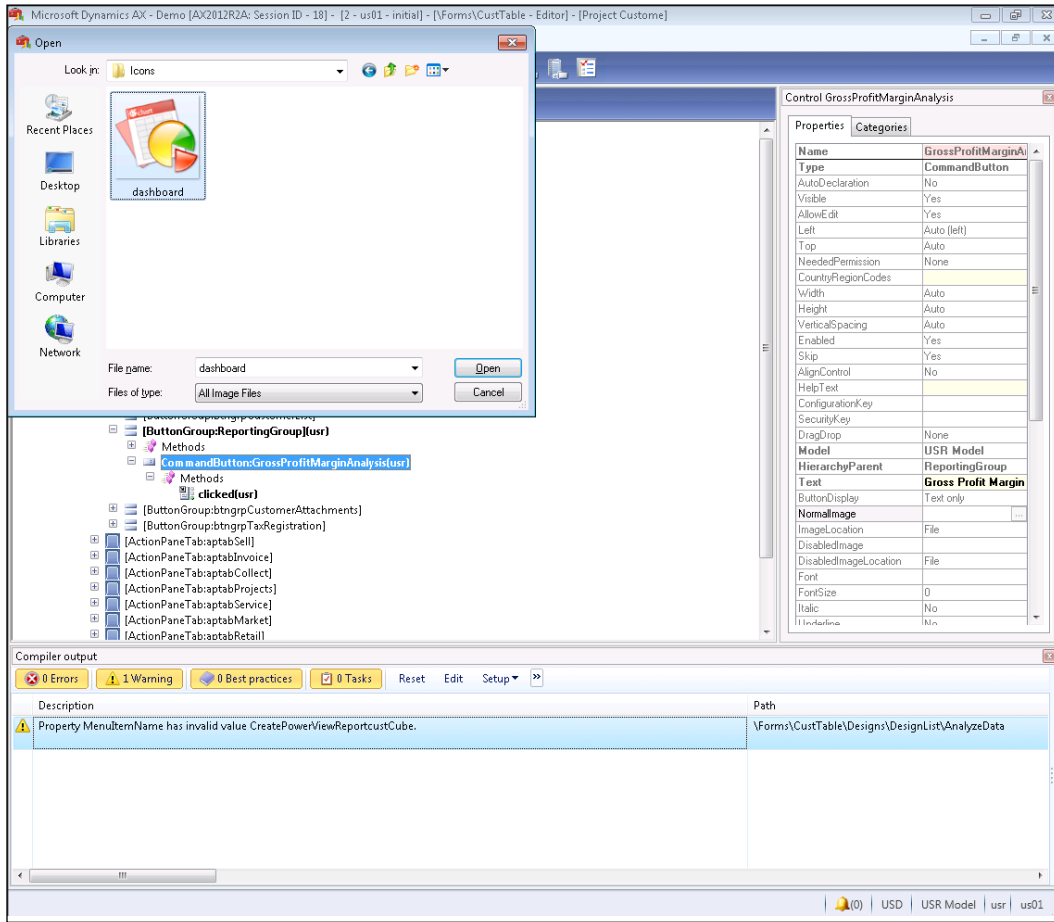 Microsoft Dynamics AX - Demo [AX2012R2A: Session ID - 18] - [2 - us01 - initial] - [\Forms\CustTable - Editor] - [Project Custome]
Open
Look in: Icons
Recent Places
Desktop
Libraries
Computer
Network
chart
dashboard
File name: dashboard Open
Files of type: All Image Files Cancel
[ButtonGroup:btngrpCustomerList]
[ButtonGroup:ReportingGroup](usr)
Methods
CommandButton:GrossProfitMarginAnalysis(usr)
Methods
clicked(usr)
[ButtonGroup:btngrpCustomerAttachments]
[ButtonGroup:btngrpTaxRegistration]
[ActionPaneTab:aptabSell]
[ActionPaneTab:aptabInvoice]
[ActionPaneTab:aptabCollect]
[ActionPaneTab:aptabProjects]
[ActionPaneTab:aptabService]
[ActionPaneTab:aptabMarket]
[ActionPaneTab:aptabRetail]
Control GrossProfitMarginAnalysis
Properties Categories
Name GrossProfitMarginAi
Type CommandButton
AutoDeclaration No
Visible Yes
AllowEdit Yes
Left Auto (left)
Top Auto
NeededPermission None
CountryRegionCodes
Width Auto
Height Auto
VerticalSpacing Auto
Enabled Yes
Skip Yes
AlignControl No
HelpText
ConfigurationKey
SecurityKey
DragDrop None
Model USR Model
HierarchyParent ReportingGroup
Text Gross Profit Margin
ButtonDisplay Text only
NormalImage ...
ImageLocation File
DisabledImage
DisabledImageLocation File
Font
FontSize 0
Italic No
Underline No
Compiler output
0 Errors 1 Warning 0 Best practices 0 Tasks Reset Edit Setup »
Description Path
Property MenuItemName has invalid value CreatePowerViewReportcustCube. \Forms\CustTable\Designs\DesignList\AnalyzeData
(0) USD USR Model usr us01